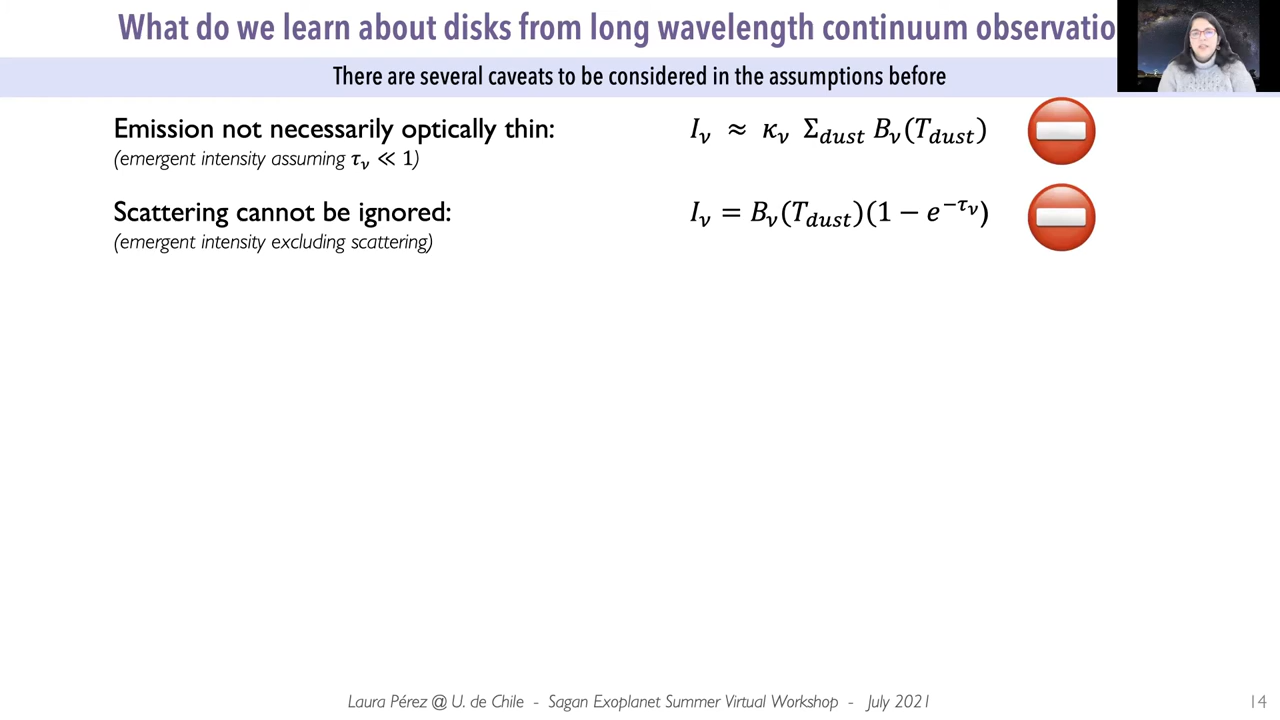 What do we learn about disks from long wavelength continuum observatio
There are several caveats to be considered in the assumptions before
Emission not necessarily optically thin:
(emergent intensity assuming τ_ν ≪ 1)
I_ν ≈ κ_ν Σ_dust B_ν(T_dust)
Scattering cannot be ignored:
(emergent intensity excluding scattering)
I_ν = B_ν(T_dust)(1 − e^{−τ_ν})
Laura Pérez @ U. de Chile - Sagan Exoplanet Summer Virtual Workshop - July 2021
14